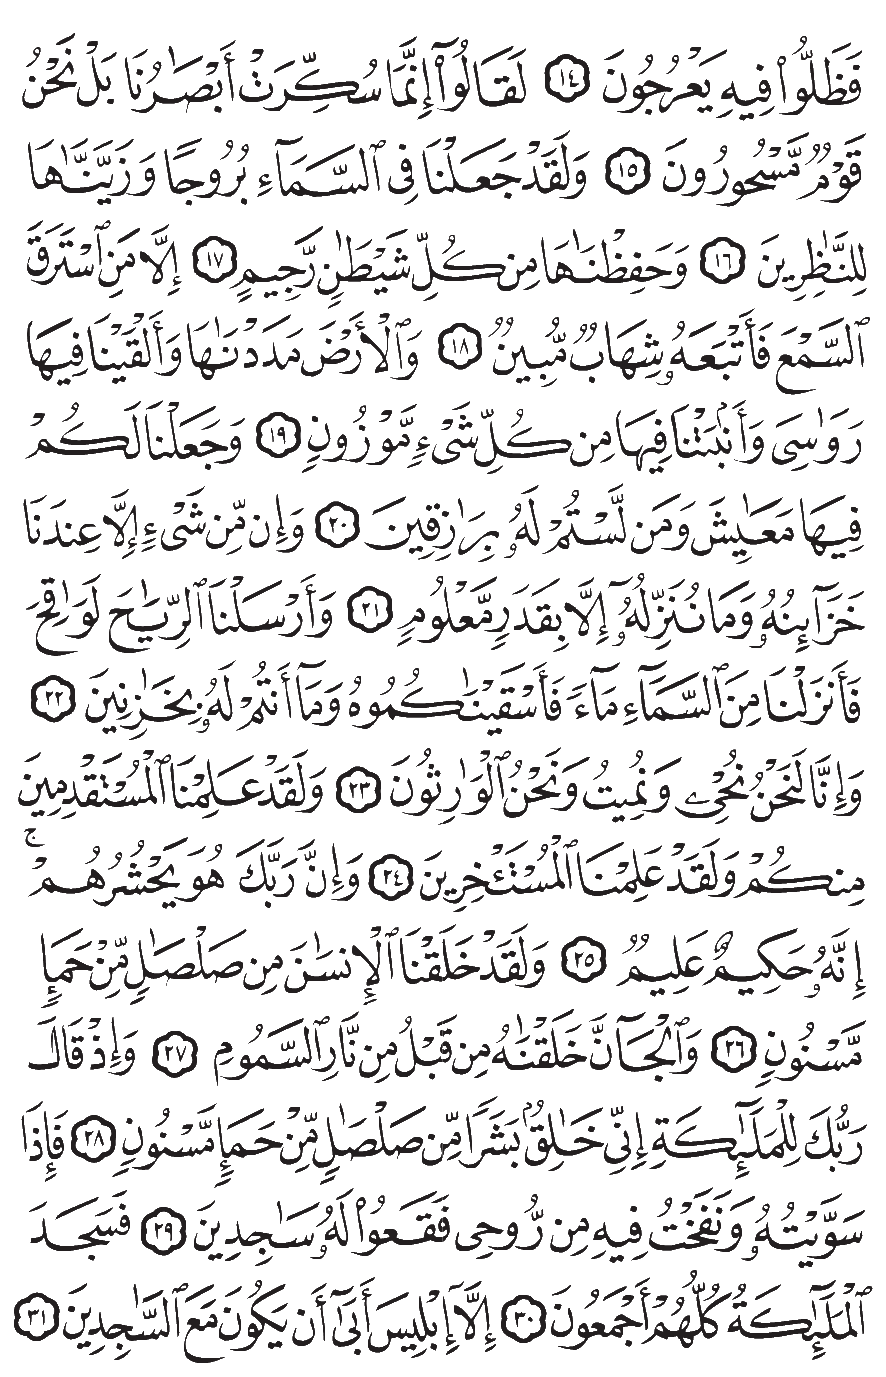 فَظَلُّوا۟ فِيهِ يَعْرُجُونَ ١٤ لَقَالُوٓا۟ إِنَّمَا سُكِّرَتْ أَبْصَٰرُنَا بَلْ نَحْنُ
قَوْمٌ مَّسْحُورُونَ ١٥ وَلَقَدْ جَعَلْنَا فِى ٱلسَّمَآءِ بُرُوجًا وَزَيَّنَّٰهَا
لِلنَّٰظِرِينَ ١٦ وَحَفِظْنَٰهَا مِن كُلِّ شَيْطَٰنٍ رَّجِيمٍ ١٧ إِلَّا مَنِ ٱسْتَرَقَ
ٱلسَّمْعَ فَأَتْبَعَهُۥ شِهَابٌ مُّبِينٌ ١٨ وَٱلْأَرْضَ مَدَدْنَٰهَا وَأَلْقَيْنَا فِيهَا
رَوَٰسِىَ وَأَنۢبَتْنَا فِيهَا مِن كُلِّ شَىْءٍ مَّوْزُونٍ ١٩ وَجَعَلْنَا لَكُمْ
فِيهَا مَعَٰيِشَ وَمَن لَّسْتُمْ لَهُۥ بِرَٰزِقِينَ ٢٠ وَإِن مِّن شَىْءٍ إِلَّا عِندَنَا
خَزَآئِنُهُۥ وَمَا نُنَزِّلُهُۥٓ إِلَّا بِقَدَرٍ مَّعْلُومٍ ٢١ وَأَرْسَلْنَا ٱلرِّيَٰحَ لَوَٰقِحَ
فَأَنزَلْنَا مِنَ ٱلسَّمَآءِ مَآءً فَأَسْقَيْنَٰكُمُوهُ وَمَآ أَنتُمْ لَهُۥ بِخَٰزِنِينَ ٢٢
وَإِنَّا لَنَحْنُ نُحْىِۦ وَنُمِيتُ وَنَحْنُ ٱلْوَٰرِثُونَ ٢٣ وَلَقَدْ عَلِمْنَا ٱلْمُسْتَقْدِمِينَ
مِنكُمْ وَلَقَدْ عَلِمْنَا ٱلْمُسْتَـْٔخِرِينَ ٢٤ وَإِنَّ رَبَّكَ هُوَ يَحْشُرُهُمْ ۚ
إِنَّهُۥ حَكِيمٌ عَلِيمٌ ٢٥ وَلَقَدْ خَلَقْنَا ٱلْإِنسَٰنَ مِن صَلْصَٰلٍ مِّنْ حَمَإٍ
مَّسْنُونٍ ٢٦ وَٱلْجَآنَّ خَلَقْنَٰهُ مِن قَبْلُ مِن نَّارِ ٱلسَّمُومِ ٢٧ وَإِذْ قَالَ
رَبُّكَ لِلْمَلَٰٓئِكَةِ إِنِّى خَٰلِقٌۢ بَشَرًا مِّن صَلْصَٰلٍ مِّنْ حَمَإٍ مَّسْنُونٍ ٢٨ فَإِذَا
سَوَّيْتُهُۥ وَنَفَخْتُ فِيهِ مِن رُّوحِى فَقَعُوا۟ لَهُۥ سَٰجِدِينَ ٢٩ فَسَجَدَ
ٱلْمَلَٰٓئِكَةُ كُلُّهُمْ أَجْمَعُونَ ٣٠ إِلَّآ إِبْلِيسَ أَبَىٰٓ أَن يَكُونَ مَعَ ٱلسَّٰجِدِينَ ٣١